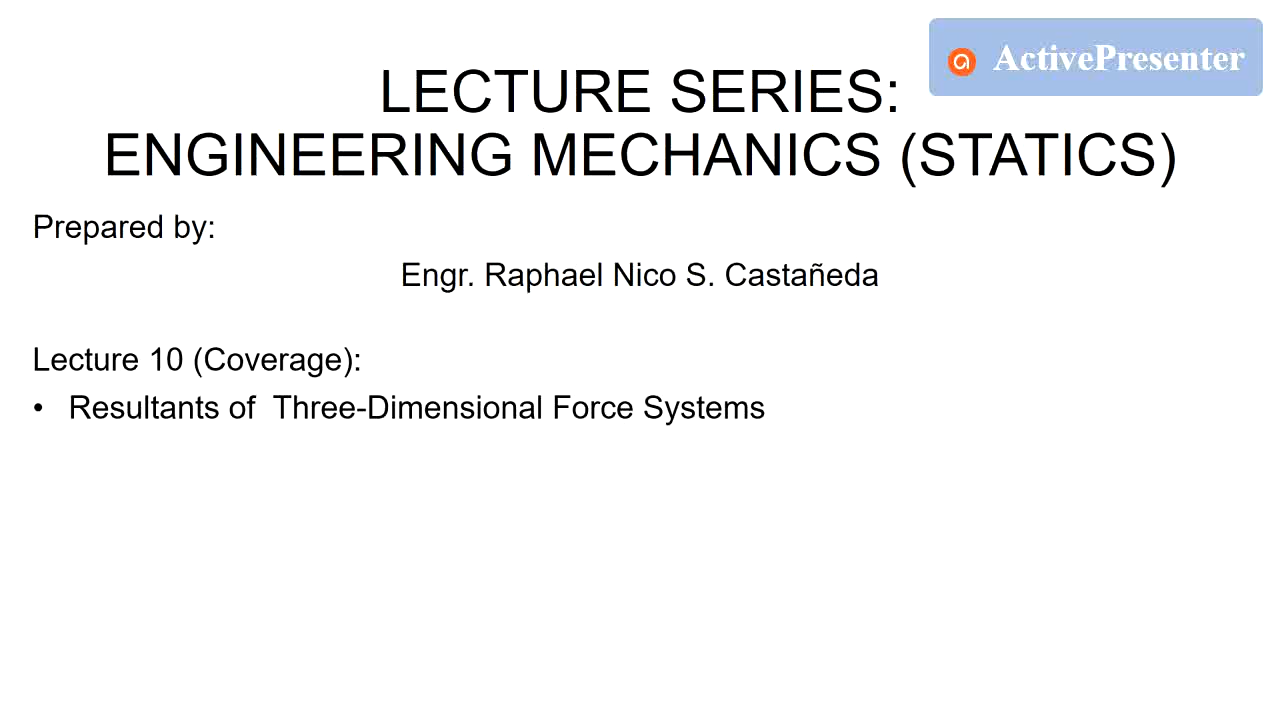 ActivePresenter
LECTURE SERIES:
ENGINEERING MECHANICS (STATICS)
Prepared by:
Engr. Raphael Nico S. Castañeda
Lecture 10 (Coverage):
• Resultants of Three-Dimensional Force Systems